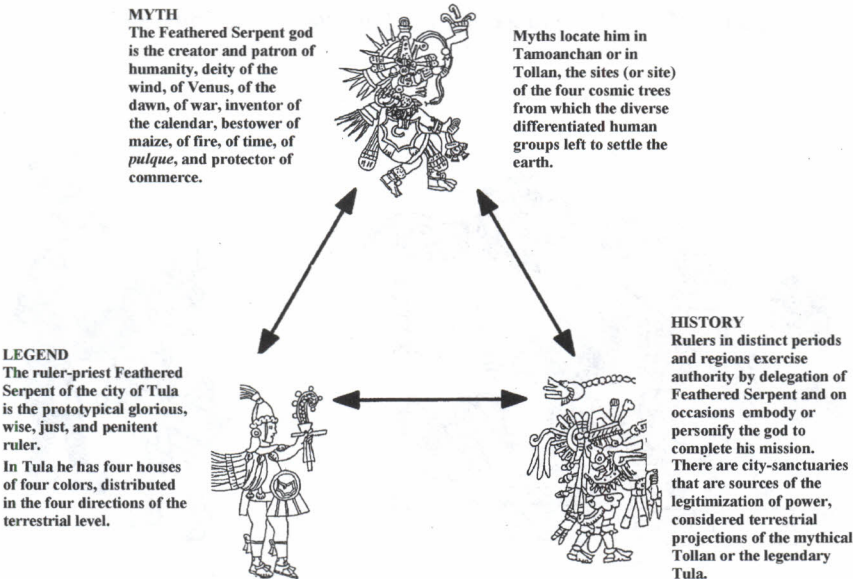 MYTH
The Feathered Serpent god
is the creator and patron of
humanity, deity of the
wind, of Venus, of the
dawn, of war, inventor of
the calendar, bestower of
maize, of fire, of time, of
pulque, and protector of
commerce.
Myths locate him in
Tamoanchan or in
Tollan, the sites (or site)
of the four cosmic trees
from which the diverse
differentiated human
groups left to settle the
earth.
LEGEND
The ruler-priest Feathered
Serpent of the city of Tula
is the prototypical glorious,
wise, just, and penitent
ruler.
In Tula he has four houses
of four colors, distributed
in the four directions of the
terrestrial level.
HISTORY
Rulers in distinct periods
and regions exercise
authority by delegation of
Feathered Serpent and on
occasions embody or
personify the god to
complete his mission.
There are city-sanctuaries
that are sources of the
legitimization of power,
considered terrestrial
projections of the mythical
Tollan or the legendary
Tula.